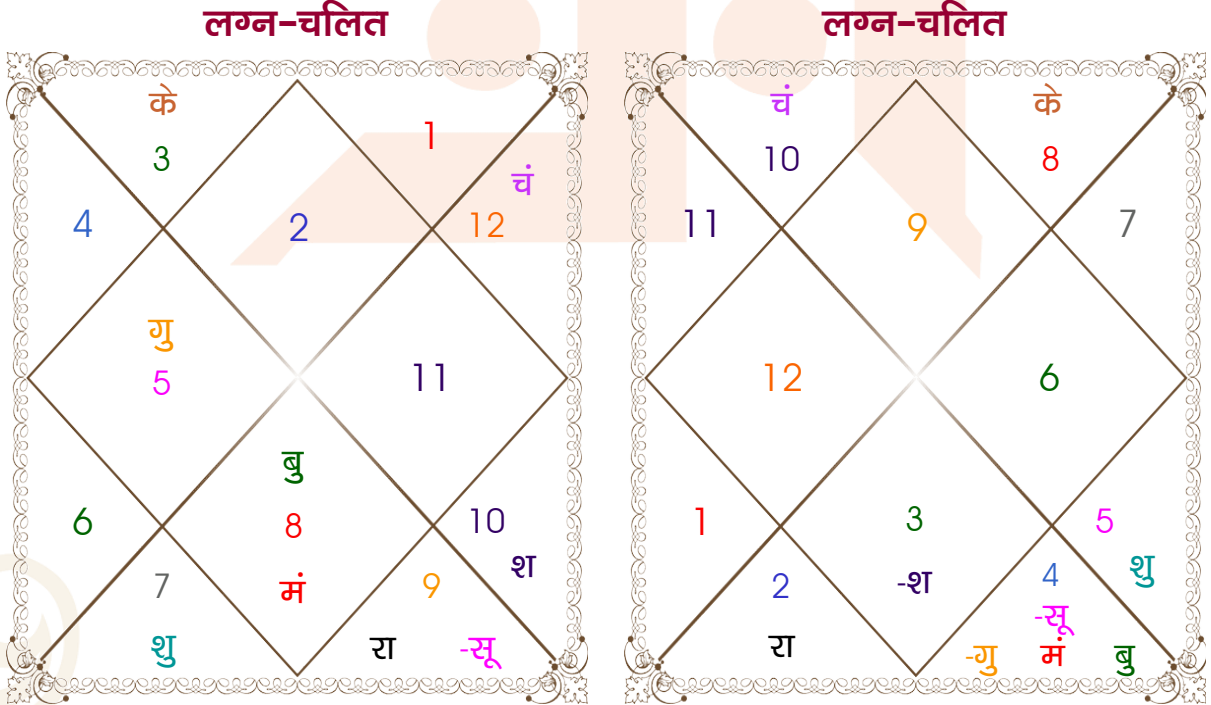 लग्न-चलित
के
1
3
चं
4
2
12
गु
5
11
बु
6
8
10
श
7
मं
9
शु
रा
-सू
लग्न-चलित
चं
के
10
8
11
9
7
12
6
1
3
5
-श
शु
2
4
-सू
रा
-गु
मं
बु